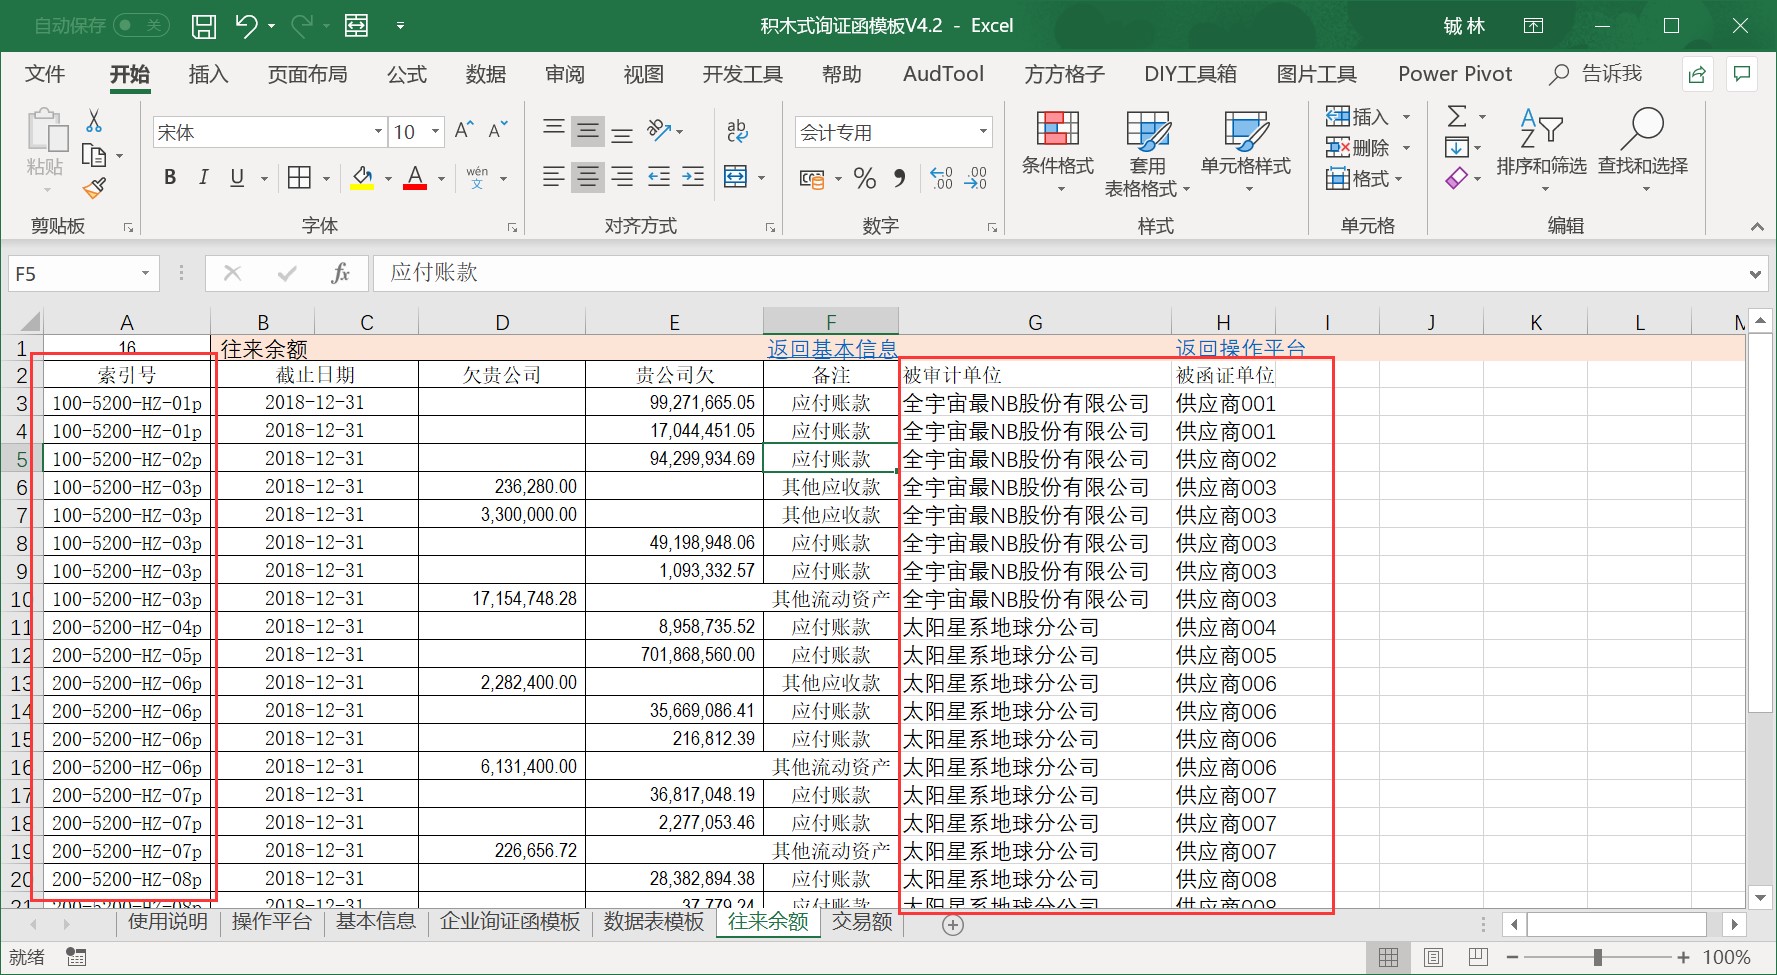 自动保存 关 积木式询证函模板V4.2 - Excel 铖 林
文件 开始 插入 页面布局 公式 数据 审阅 视图 开发工具 帮助 AudTool 方方格子 DIY工具箱 图片工具 Power Pivot 告诉我
粘贴 宋体 10 A A ab 会计专用 条件格式 套用 表格格式 单元格样式 插入 删除 格式 Σ 排序和筛选 查找和选择
B I U A wén 文 % .00 .00
剪贴板 字体 对齐方式 数字 样式 单元格 编辑
F5 fx 应付账款
A B C D E F G H I J K L
1 16 往来余额 返回基本信息 返回操作平台
2 索引号 截止日期 欠贵公司 贵公司欠 备注 被审计单位 被函证单位
3 100-5200-HZ-01p 2018-12-31 99,271,665.05 应付账款 全宇宙最NB股份有限公司 供应商001
4 100-5200-HZ-01p 2018-12-31 17,044,451.05 应付账款 全宇宙最NB股份有限公司 供应商001
5 100-5200-HZ-02p 2018-12-31 94,299,934.69 应付账款 全宇宙最NB股份有限公司 供应商002
6 100-5200-HZ-03p 2018-12-31 236,280.00 其他应收款 全宇宙最NB股份有限公司 供应商003
7 100-5200-HZ-03p 2018-12-31 3,300,000.00 其他应收款 全宇宙最NB股份有限公司 供应商003
8 100-5200-HZ-03p 2018-12-31 49,198,948.06 应付账款 全宇宙最NB股份有限公司 供应商003
9 100-5200-HZ-03p 2018-12-31 1,093,332.57 应付账款 全宇宙最NB股份有限公司 供应商003
10 100-5200-HZ-03p 2018-12-31 17,154,748.28 其他流动资产 全宇宙最NB股份有限公司 供应商003
11 200-5200-HZ-04p 2018-12-31 8,958,735.52 应付账款 太阳星系地球分公司 供应商004
12 200-5200-HZ-05p 2018-12-31 701,868,560.00 应付账款 太阳星系地球分公司 供应商005
13 200-5200-HZ-06p 2018-12-31 2,282,400.00 其他应收款 太阳星系地球分公司 供应商006
14 200-5200-HZ-06p 2018-12-31 35,669,086.41 应付账款 太阳星系地球分公司 供应商006
15 200-5200-HZ-06p 2018-12-31 216,812.39 应付账款 太阳星系地球分公司 供应商006
16 200-5200-HZ-06p 2018-12-31 6,131,400.00 其他流动资产 太阳星系地球分公司 供应商006
17 200-5200-HZ-07p 2018-12-31 36,817,048.19 应付账款 太阳星系地球分公司 供应商007
18 200-5200-HZ-07p 2018-12-31 2,277,053.46 应付账款 太阳星系地球分公司 供应商007
19 200-5200-HZ-07p 2018-12-31 226,656.72 其他流动资产 太阳星系地球分公司 供应商007
20 200-5200-HZ-08p 2018-12-31 28,382,894.38 应付账款 太阳星系地球分公司 供应商008
21 200-5200-HZ-08p 2018-12-31 37,779.24 应付账款 太阳星系地球分公司 供应商008
使用说明 操作平台 基本信息 企业询证函模板 数据表模板 往来余额 交易额
就绪 100%